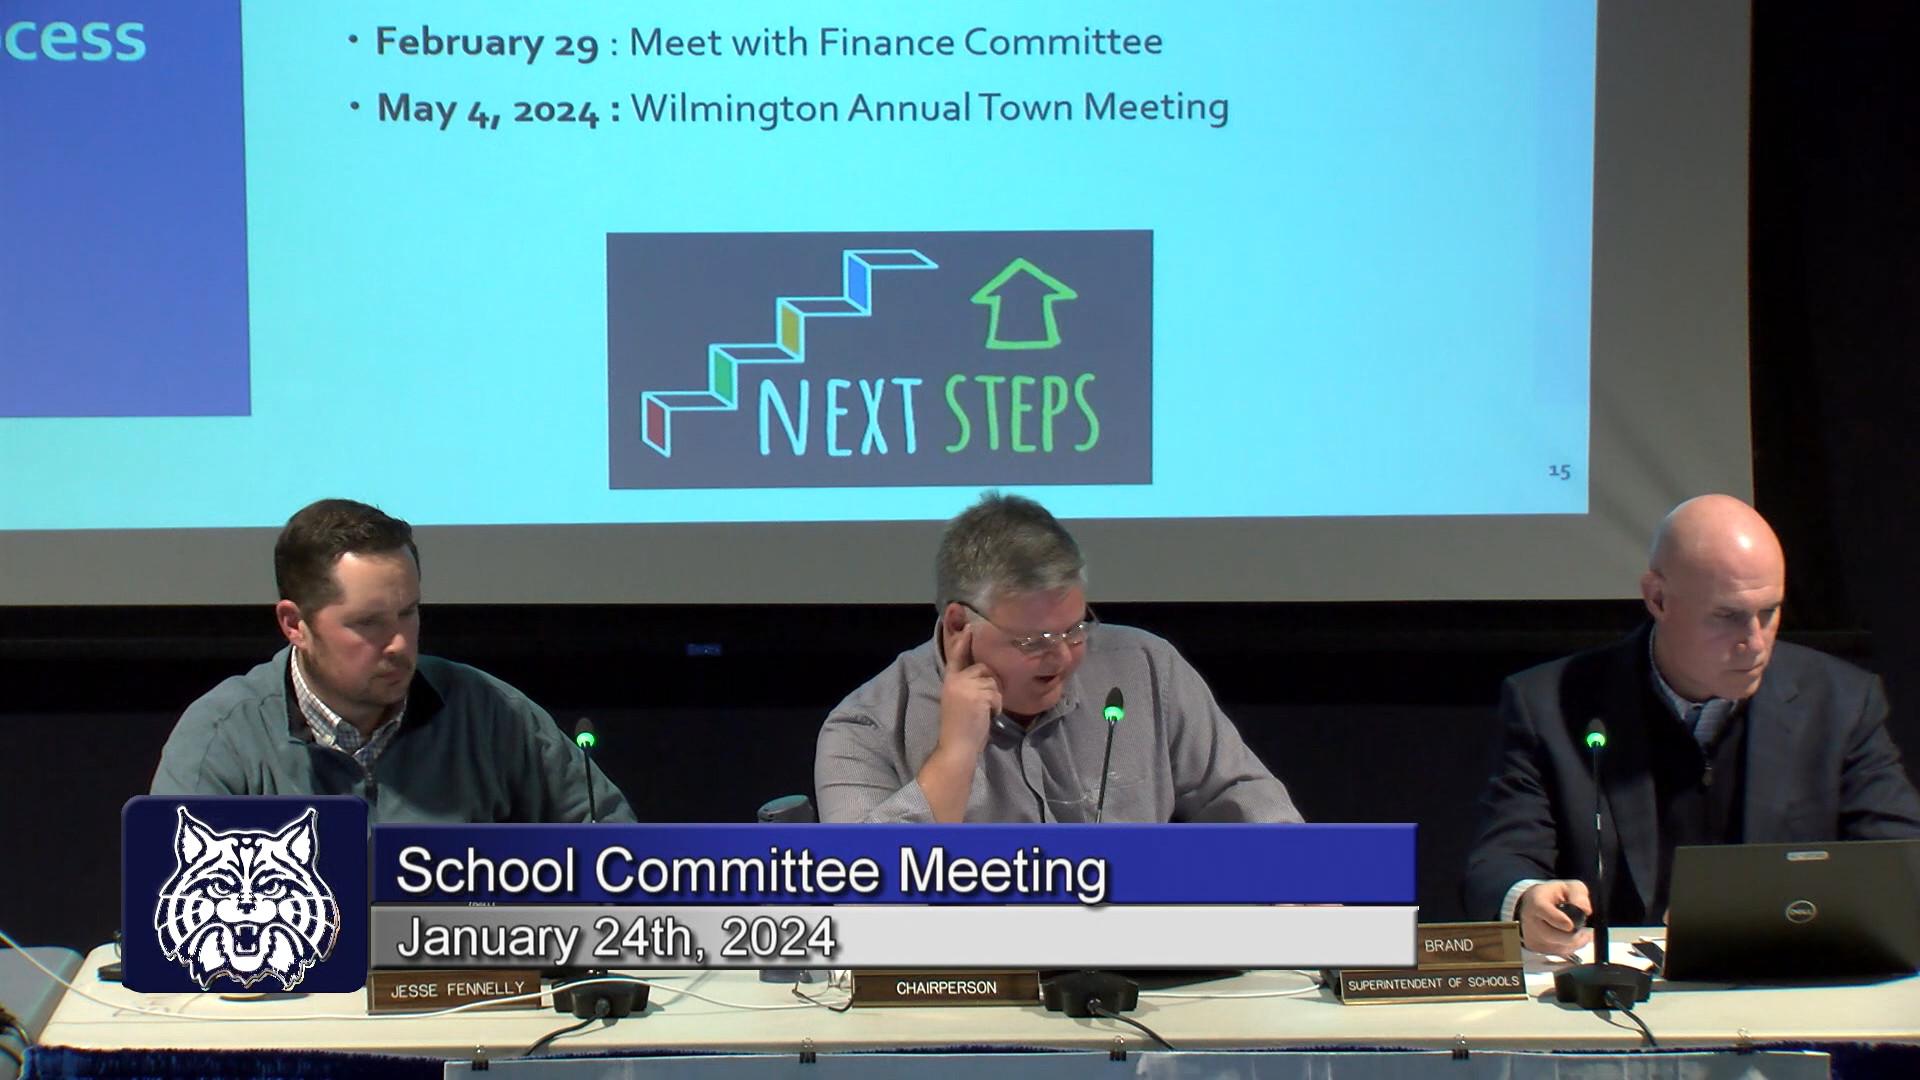 cess
• February 29 : Meet with Finance Committee
• May 4, 2024 : Wilmington Annual Town Meeting
NEXT STEPS
15
School Committee Meeting
January 24th, 2024
JESSE FENNELLY
CHAIRPERSON
BRAND
SUPERINTENDENT OF SCHOOLS
DELL